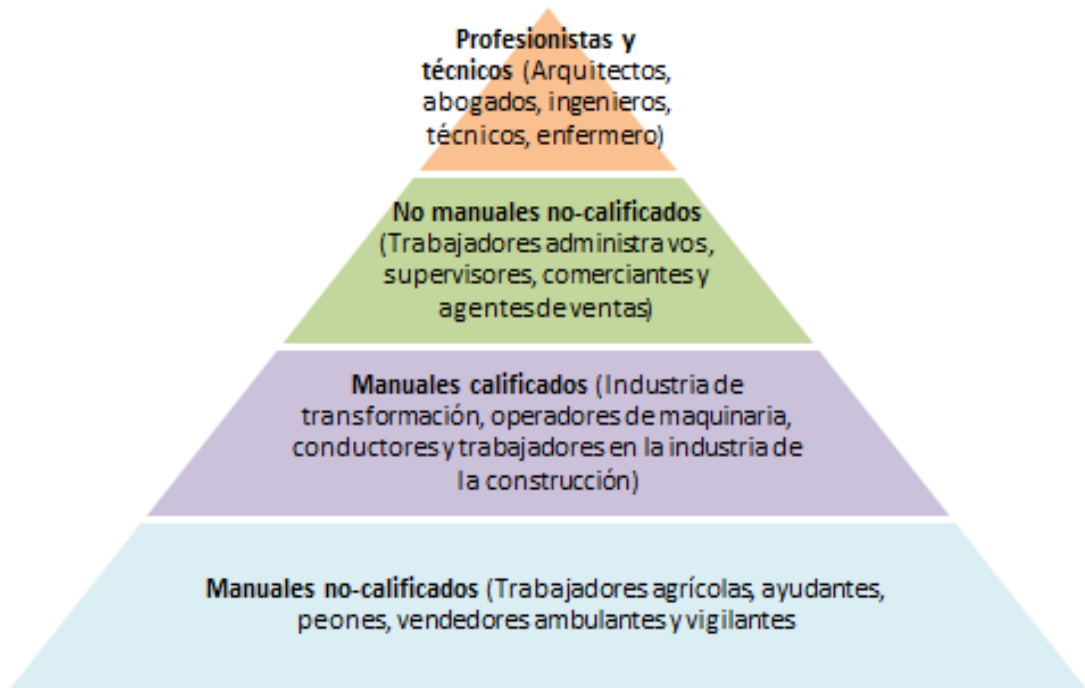 Profesionistas y
técnicos (Arquitectos,
abogados, ingenieros,
técnicos, enfermero)
No manuales no-calificados
(Trabajadores administra vos,
supervisores, comerciantes y
agentes de ventas)
Manuales calificados (Industria de
transformación, operadores de maquinaria,
conductores y trabajadores en la industria de
la construcción)
Manuales no-calificados (Trabajadores agrícolas, ayudantes,
peones, vendedores ambulantes y vigilantes